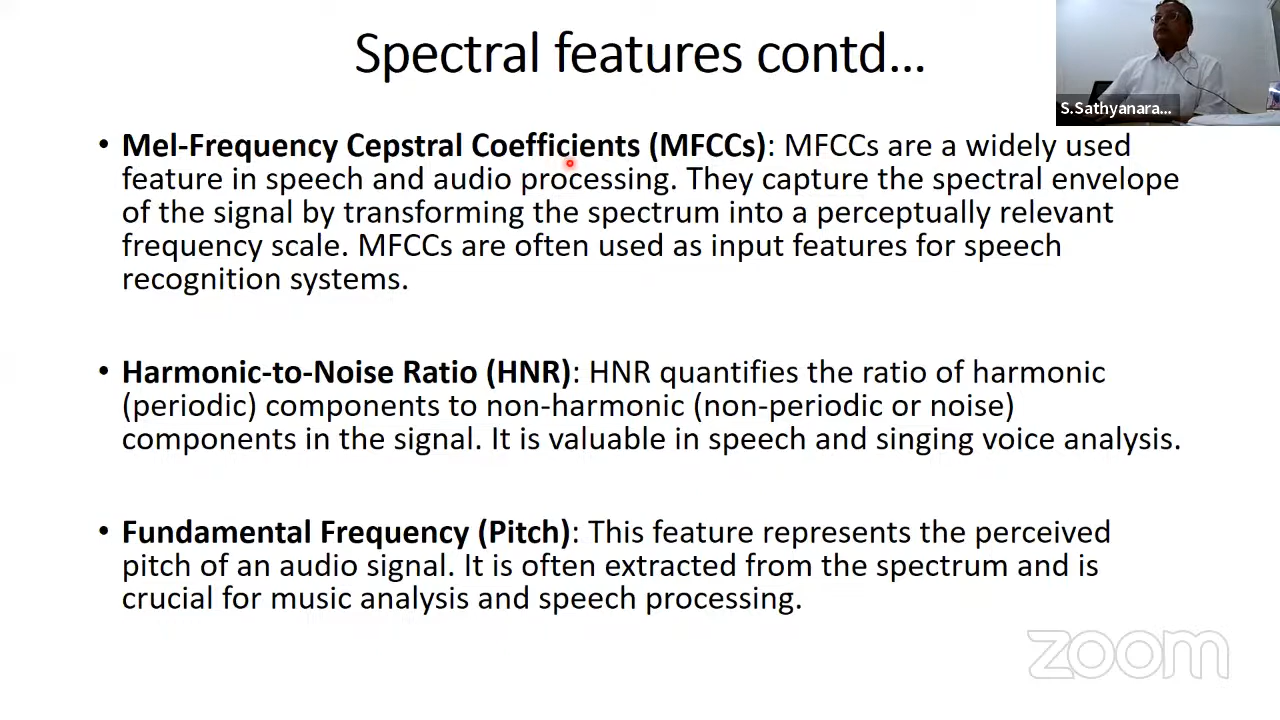 Spectral features contd...
S.Sathyanara...
• Mel-Frequency Cepstral Coefficients (MFCCs): MFCCs are a widely used
feature in speech and audio processing. They capture the spectral envelope
of the signal by transforming the spectrum into a perceptually relevant
frequency scale. MFCCs are often used as input features for speech
recognition systems.
• Harmonic-to-Noise Ratio (HNR): HNR quantifies the ratio of harmonic
(periodic) components to non-harmonic (non-periodic or noise)
components in the signal. It is valuable in speech and singing voice analysis.
• Fundamental Frequency (Pitch): This feature represents the perceived
pitch of an audio signal. It is often extracted from the spectrum and is
crucial for music analysis and speech processing.
zoom